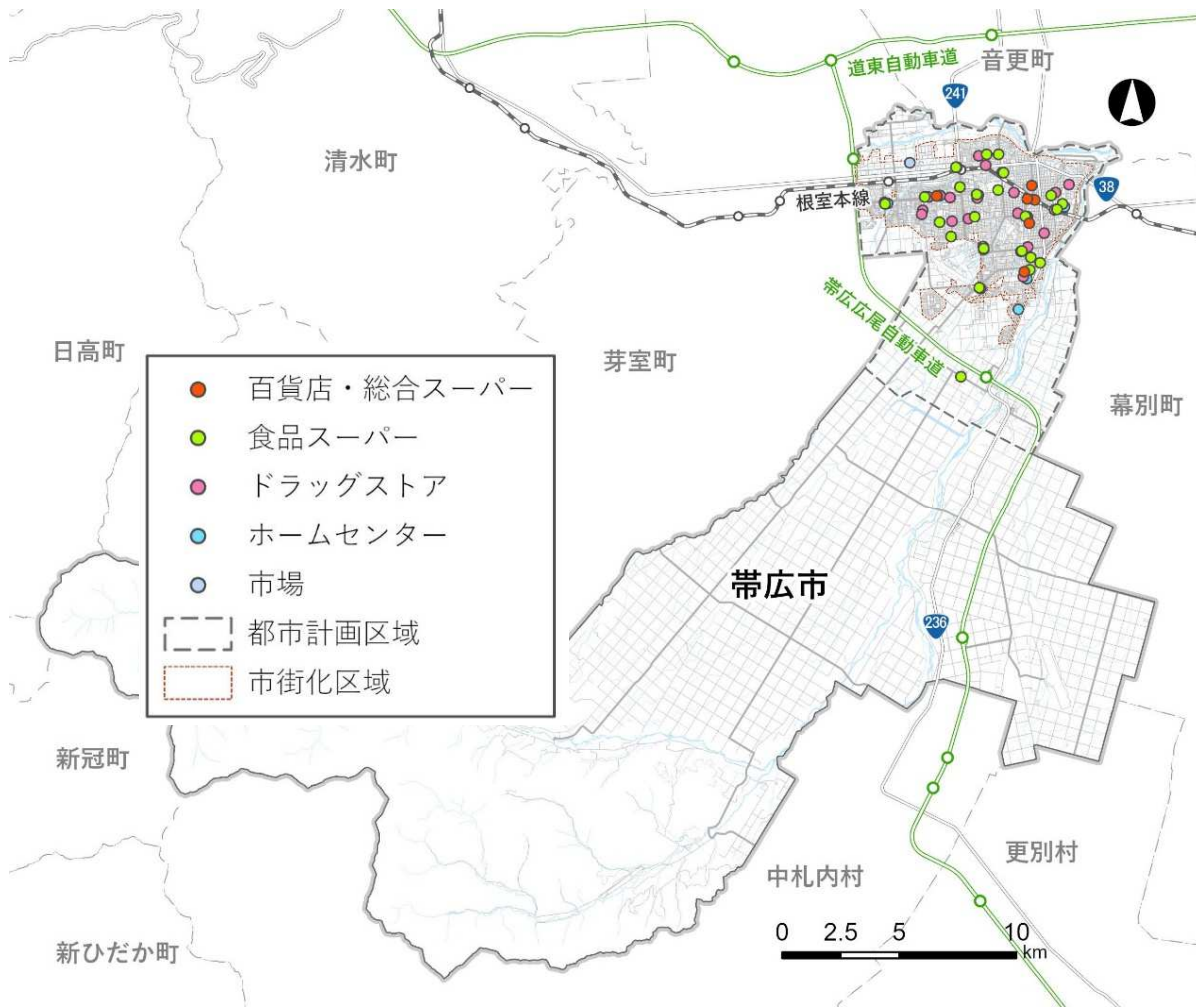 道東自動車道
音更町
241
清水町
38
根室本線
帯広広尾自動車道
日高町
芽室町
幕別町
百貨店・総合スーパー
食品スーパー
ドラッグストア
ホームセンター
市場
都市計画区域
市街化区域
帯広市
236
新冠町
更別村
中札内村
新ひだか町
0 2.5 5 10
km